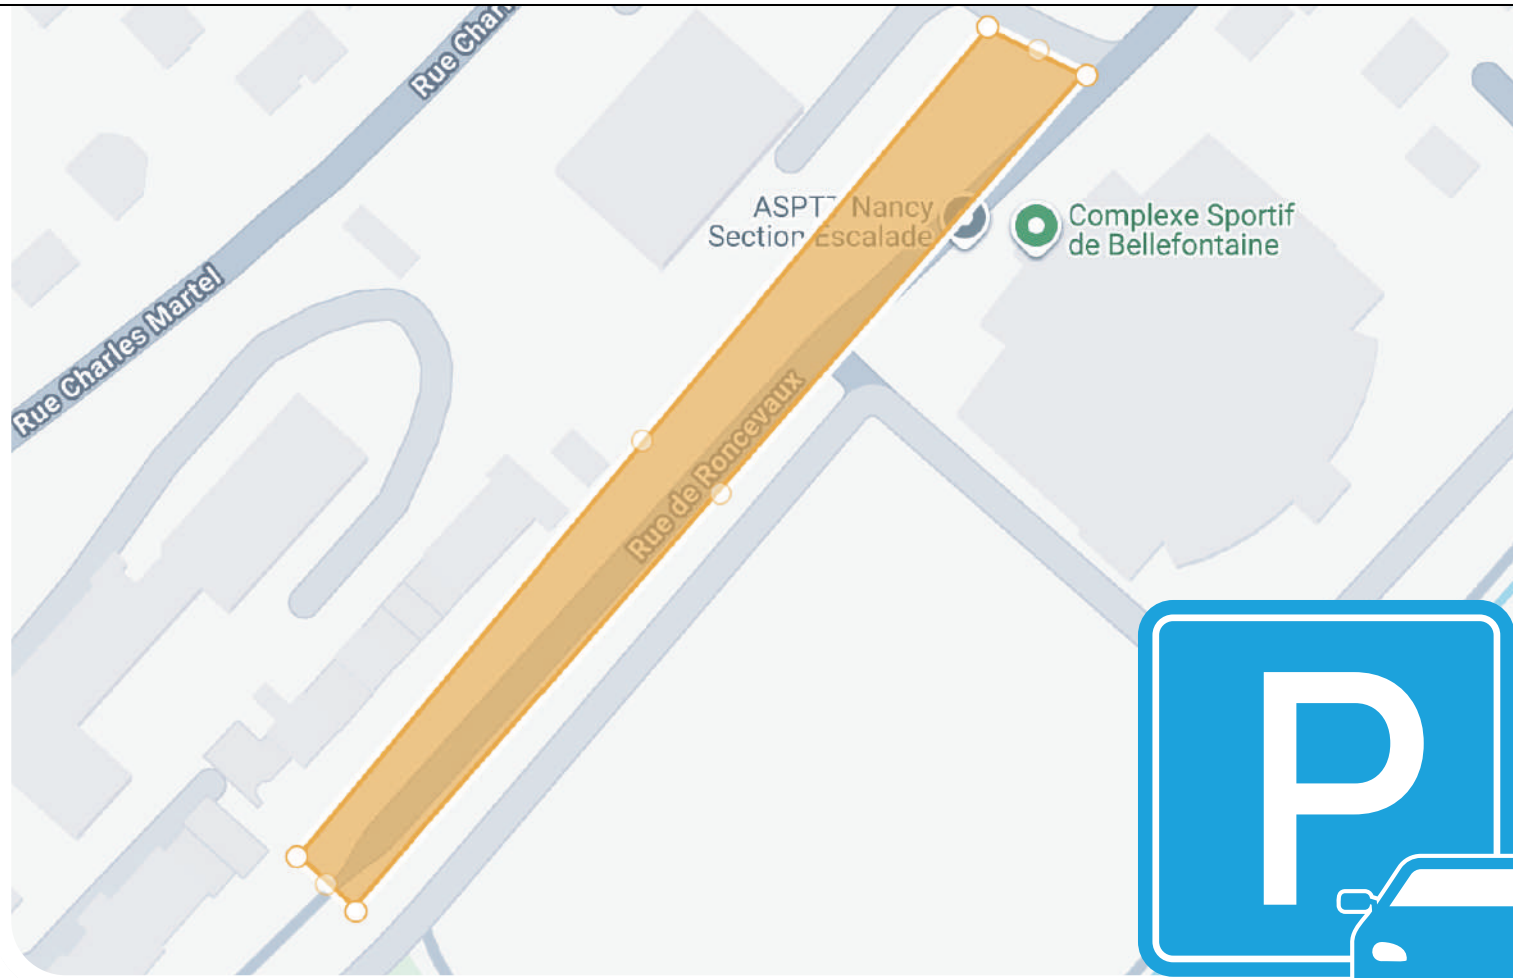 Rue Char
ASPTT Nancy
Section Escalade
Complexe Sportif
de Bellefontaine
Rue Charles Martel
Rue de Roncevaux
P